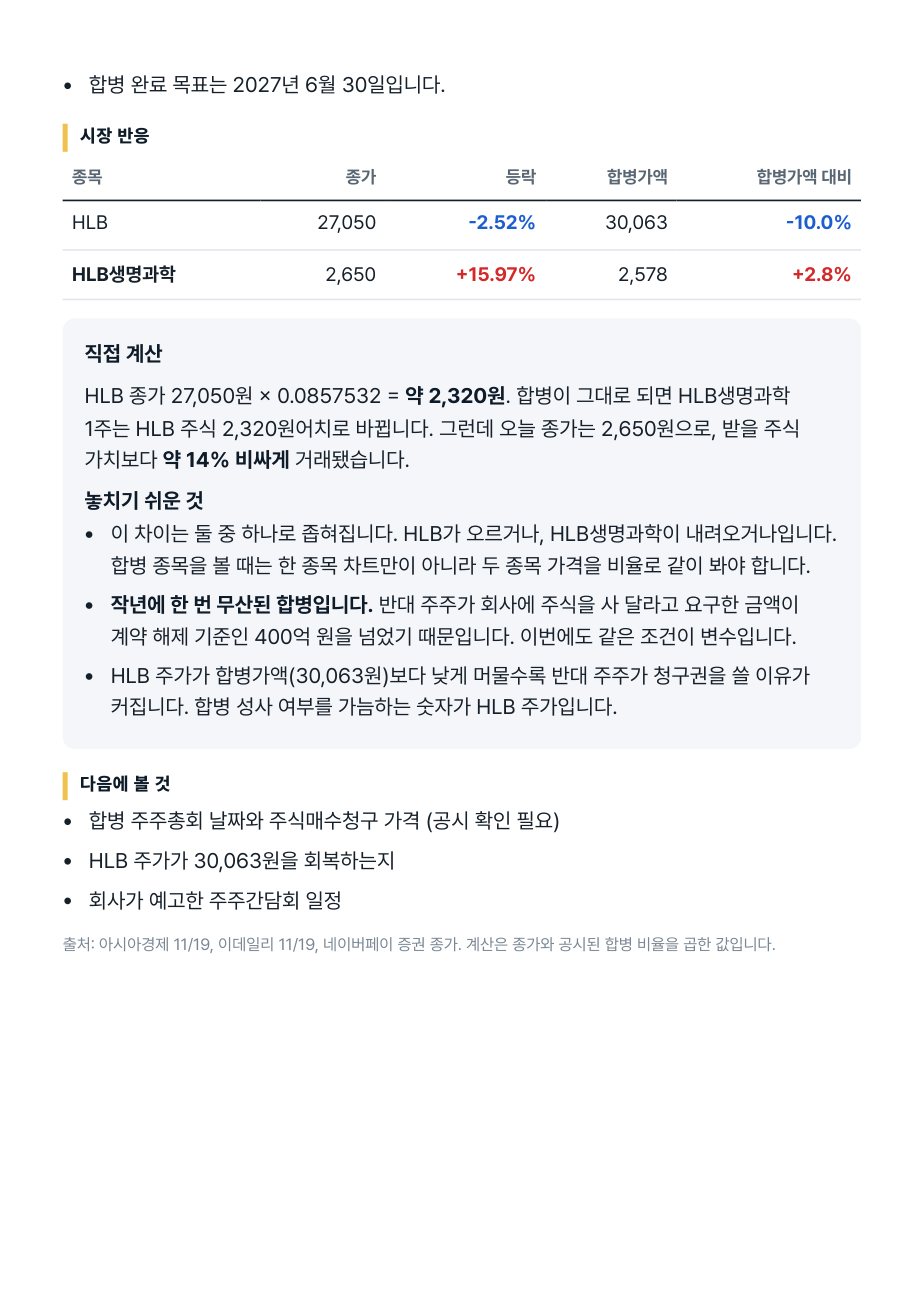 • 합병 완료 목표는 2027년 6월 30일입니다.
시장 반응
종목 종가 등락 합병가액 합병가액 대비
HLB 27,050 -2.52% 30,063 -10.0%
HLB생명과학 2,650 +15.97% 2,578 +2.8%
직접 계산
HLB 종가 27,050원 × 0.0857532 = 약 2,320원. 합병이 그대로 되면 HLB생명과학
1주는 HLB 주식 2,320원어치로 바뀝니다. 그런데 오늘 종가는 2,650원으로, 받을 주식
가치보다 약 14% 비싸게 거래됐습니다.
놓치기 쉬운 것
• 이 차이는 둘 중 하나로 좁혀집니다. HLB가 오르거나, HLB생명과학이 내려오거나입니다.
합병 종목을 볼 때는 한 종목 차트만이 아니라 두 종목 가격을 비율로 같이 봐야 합니다.
• 작년에 한 번 무산된 합병입니다. 반대 주주가 회사에 주식을 사 달라고 요구한 금액이
계약 해제 기준인 400억 원을 넘었기 때문입니다. 이번에도 같은 조건이 변수입니다.
• HLB 주가가 합병가액(30,063원)보다 낮게 머물수록 반대 주주가 청구권을 쓸 이유가
커집니다. 합병 성사 여부를 가늠하는 숫자가 HLB 주가입니다.
다음에 볼 것
• 합병 주주총회 날짜와 주식매수청구 가격 (공시 확인 필요)
• HLB 주가가 30,063원을 회복하는지
• 회사가 예고한 주주간담회 일정
출처: 아시아경제 11/19, 이데일리 11/19, 네이버페이 증권 종가. 계산은 종가와 공시된 합병 비율을 곱한 값입니다.